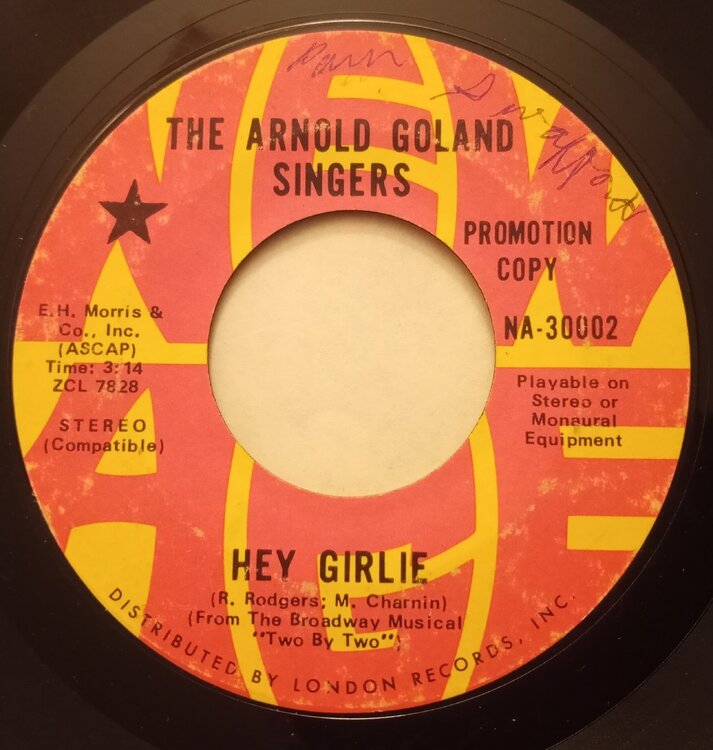 THE ARNOLD GOLAND
SINGERS
PROMOTION
COPY
NA-30002
E.H. Morris &
Co., Inc.
(ASCAP)
Time: 3:14
ZCL 7828
STEREO
(Compatible)
Playable on
Stereo or
Monaural
Equipment
HEY GIRLIE
(R. Rodgers; M. Charnin)
(From The Broadway Musical
"Two By Two")
DISTRIBUTED BY LONDON RECORDS, INC.